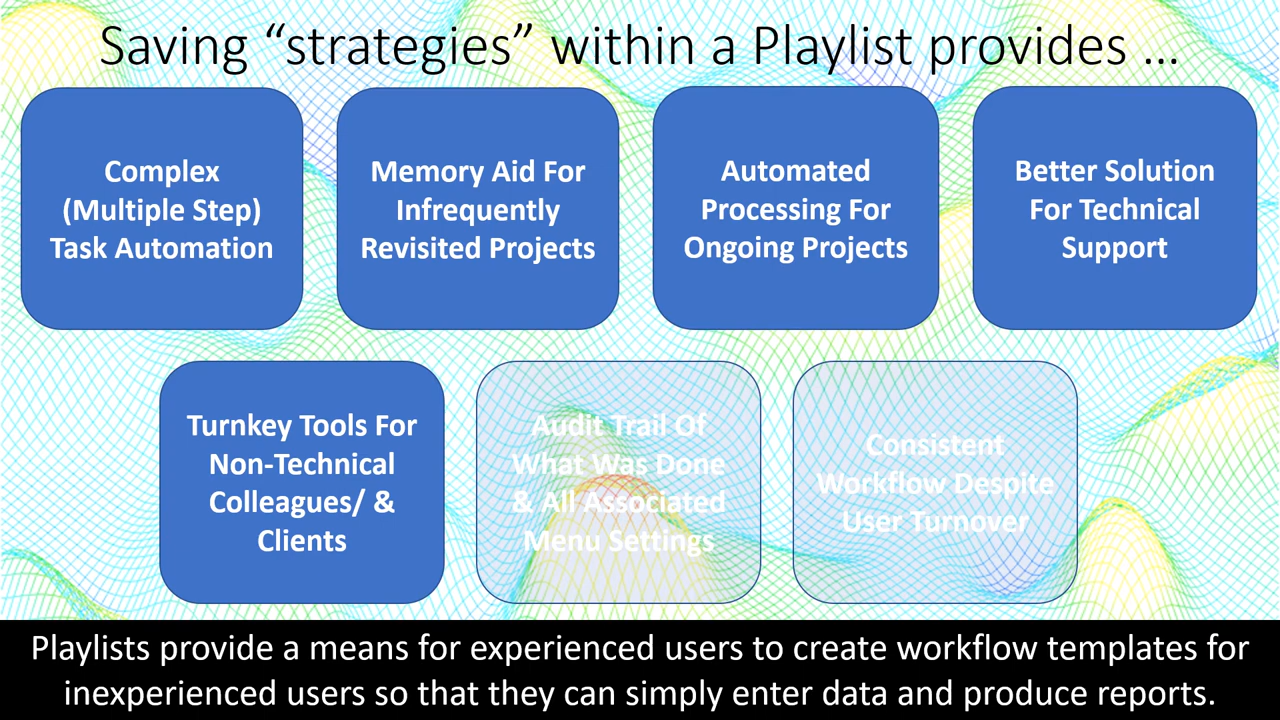 Saving “strategies” within a Playlist provides ...
Complex
(Multiple Step)
Task Automation
Memory Aid For
Infrequently
Revisited Projects
Automated
Processing For
Ongoing Projects
Better Solution
For Technical
Support
Turnkey Tools For
Non-Technical
Colleagues/ &
Clients
Audit Trail Of
What Was Done
& All Associated
Menu Settings
Consistent
Workflow Despite
User Turnover
Playlists provide a means for experienced users to create workflow templates for
inexperienced users so that they can simply enter data and produce reports.